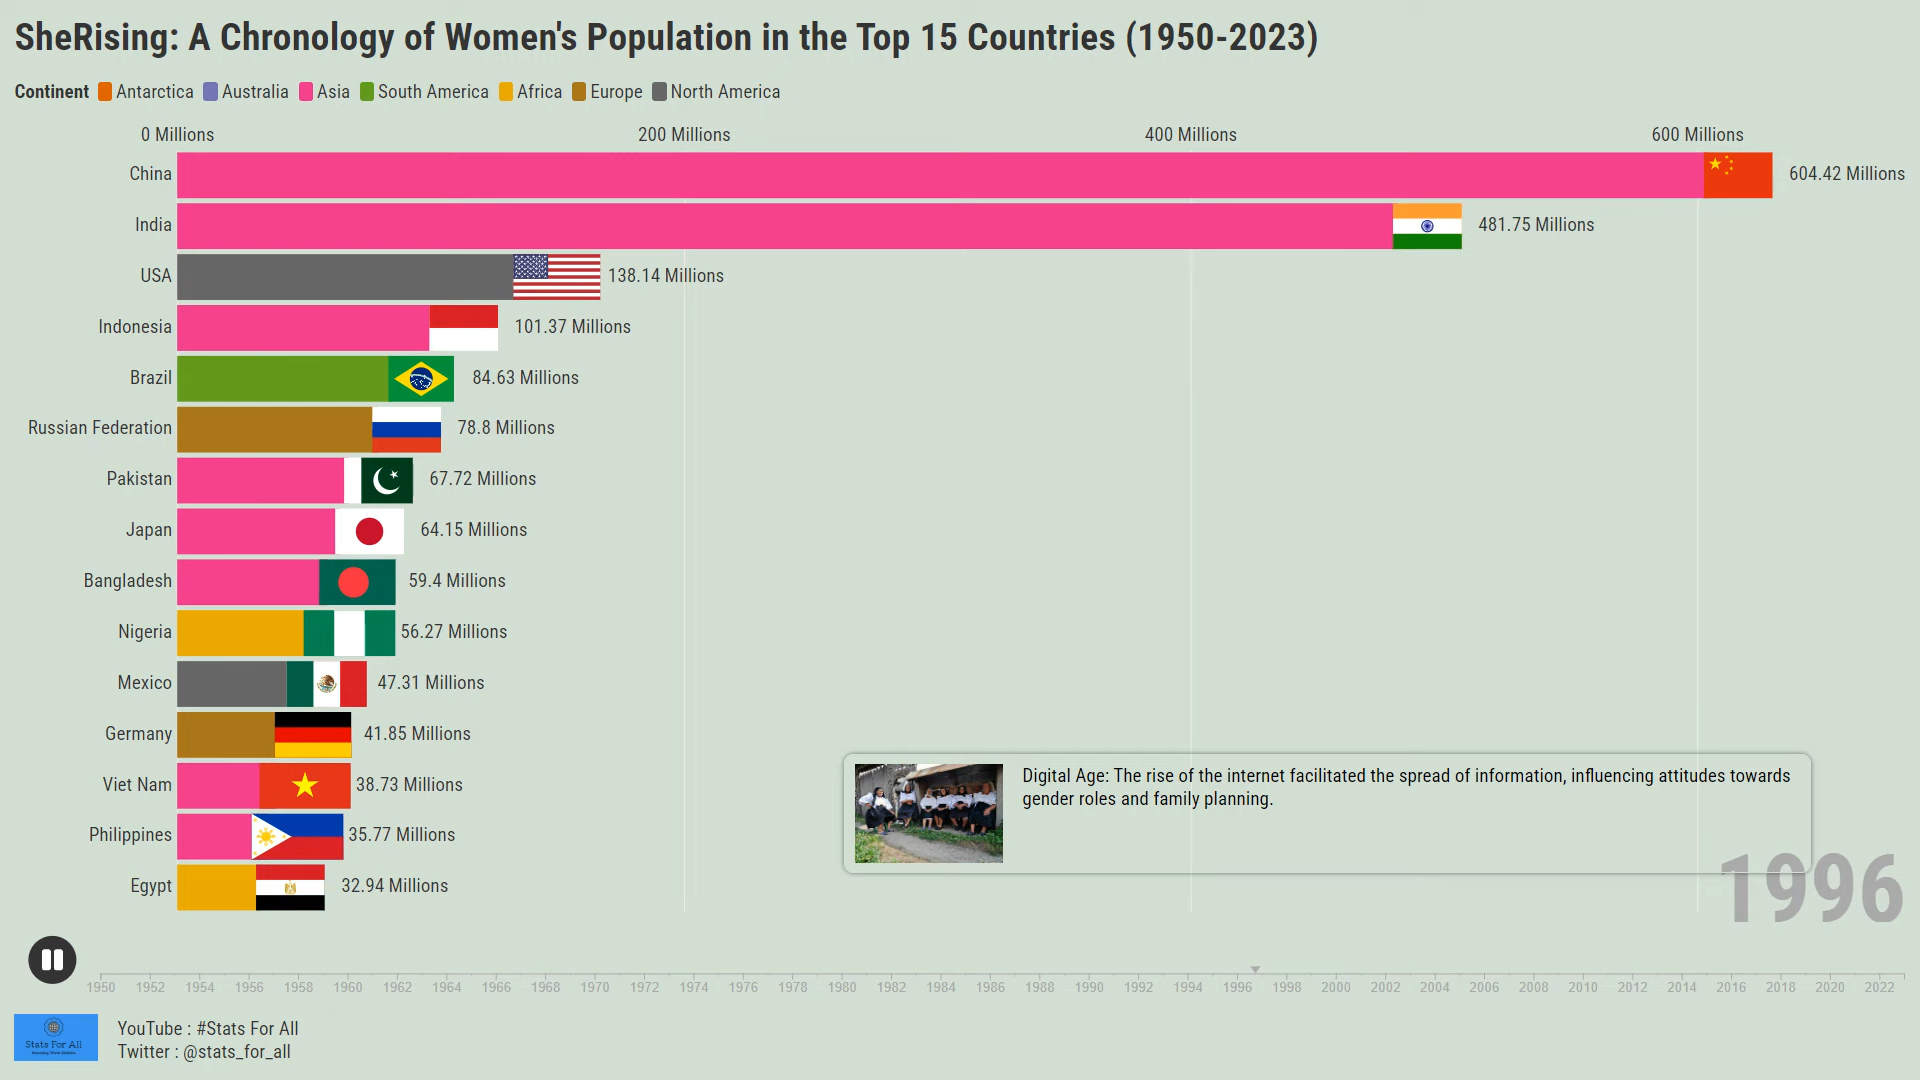 SheRising: A Chronology of Women's Population in the Top 15 Countries (1950-2023)
Continent Antarctica Australia Asia South America Africa Europe North America
0 Millions 200 Millions 400 Millions 600 Millions
China 604.42 Millions
India 481.75 Millions
USA 138.14 Millions
Indonesia 101.37 Millions
Brazil 84.63 Millions
Russian Federation 78.8 Millions
Pakistan 67.72 Millions
Japan 64.15 Millions
Bangladesh 59.4 Millions
Nigeria 56.27 Millions
Mexico 47.31 Millions
Germany 41.85 Millions
Viet Nam 38.73 Millions
Philippines 35.77 Millions
Egypt 32.94 Millions
Digital Age: The rise of the internet facilitated the spread of information, influencing attitudes towards
gender roles and family planning.
1996
1950 1952 1954 1956 1958 1960 1962 1964 1966 1968 1970 1972 1974 1976 1978 1980 1982 1984 1986 1988 1990 1992 1994 1996 1998 2000 2002 2004 2006 2008 2010 2012 2014 2016 2018 2020 2022
Stats For All
YouTube : #Stats For All
Twitter : @stats_for_all